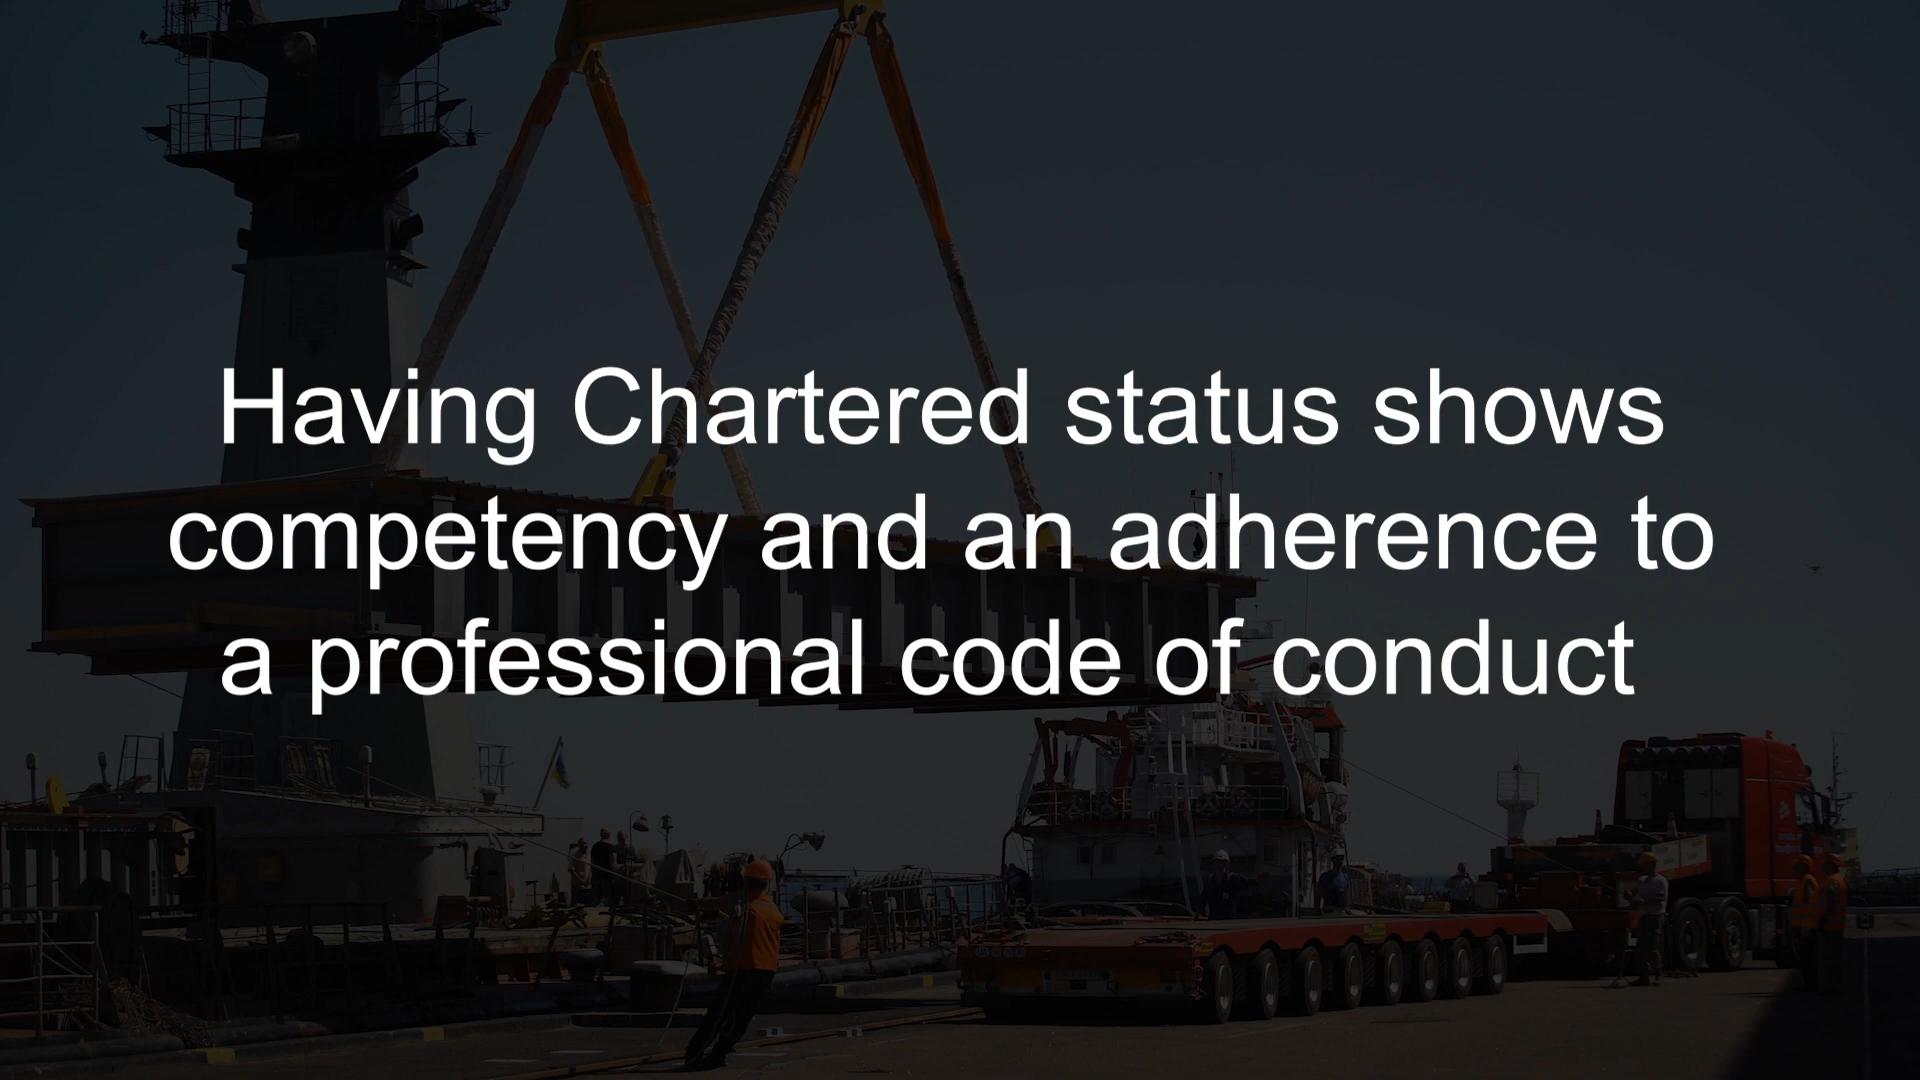 Having Chartered status shows
competency and an adherence to
a professional code of conduct